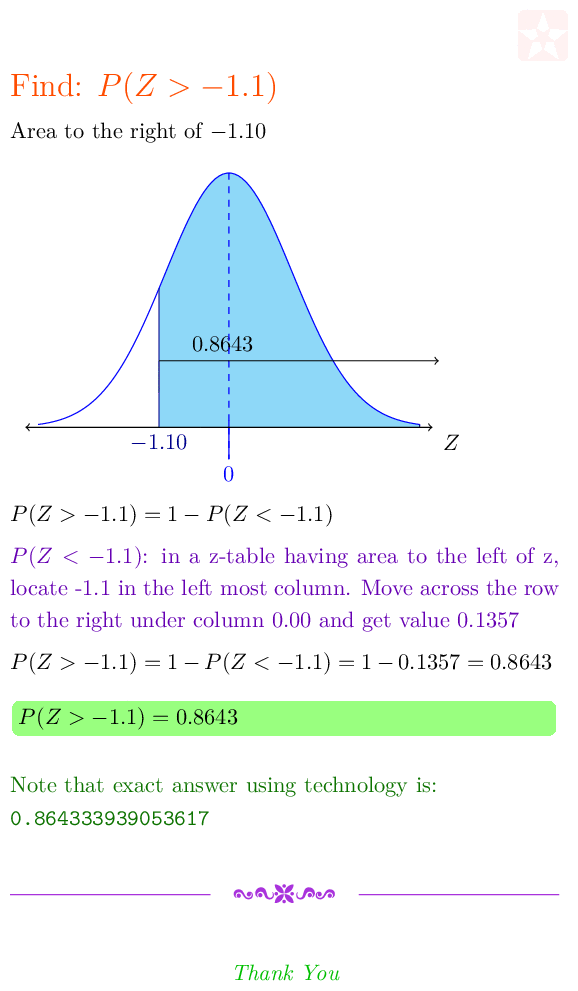 Find: P(Z > −1.1)
Area to the right of −1.10
0.8643
−1.10
Z
0
P(Z > −1.1) = 1 − P(Z < −1.1)
P(Z < −1.1): in a z-table having area to the left of z,
locate -1.1 in the left most column. Move across the row
to the right under column 0.00 and get value 0.1357
P(Z > −1.1) = 1 − P(Z < −1.1) = 1 − 0.1357 = 0.8643
P(Z > −1.1) = 0.8643
Note that exact answer using technology is:
0.864333939053617
Thank You